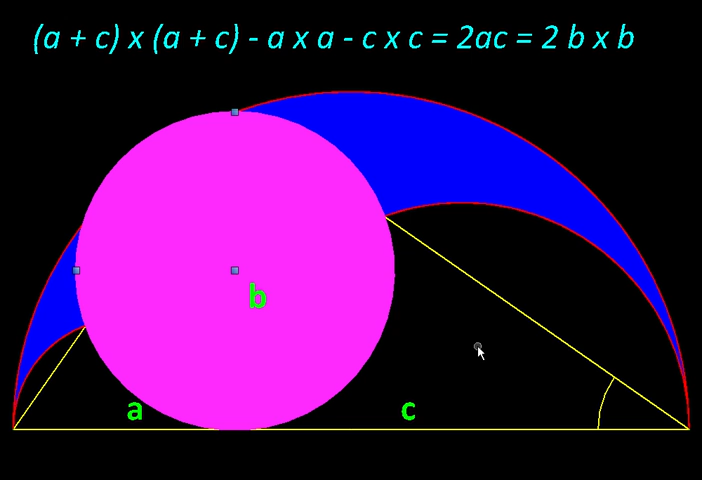 (a + c) x (a + c) - a x a - c x c = 2ac = 2 b x b
b
a
c